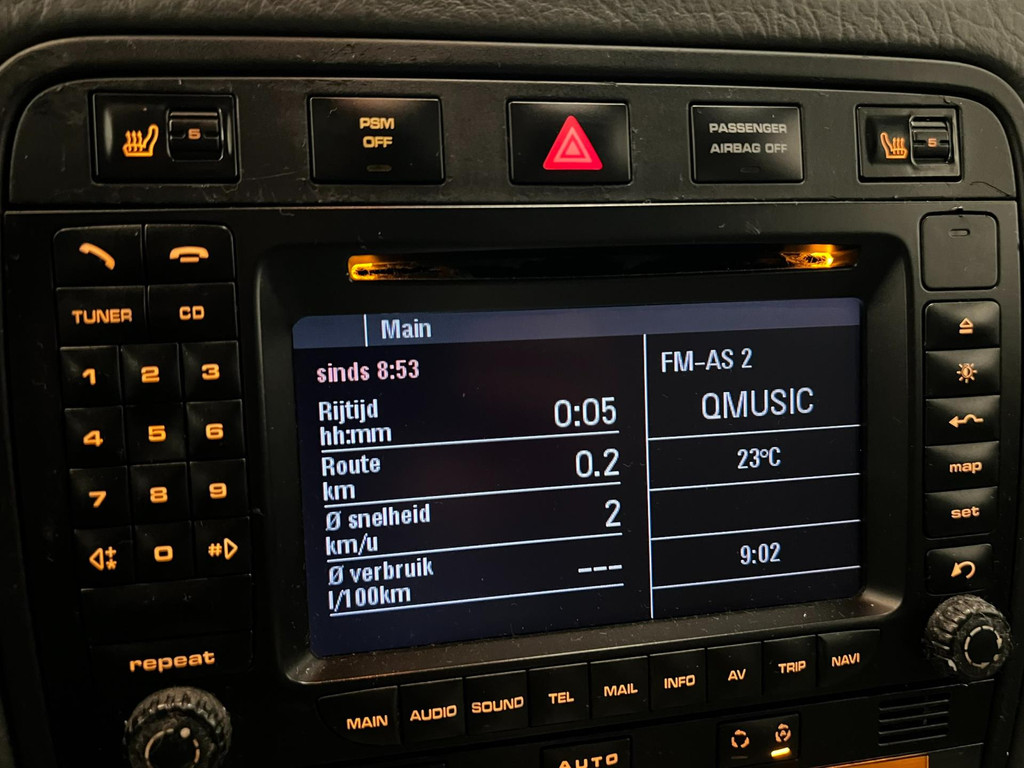 5
PSM
OFF
PASSENGER
AIRBAG OFF
5
TUNER
CD
1
2
3
4
5
6
7
8
9
*
0
#
repeat
Main
sinds 8:53
Rijtijd
hh:mm
0:05
Route
km
0.2
Ø snelheid
km/u
2
Ø verbruik
l/100km
---
FM-AS 2
QMUSIC
23°C
9:02
map
set
MAIN
AUDIO
SOUND
TEL
MAIL
INFO
AV
TRIP
NAVI
AUTO